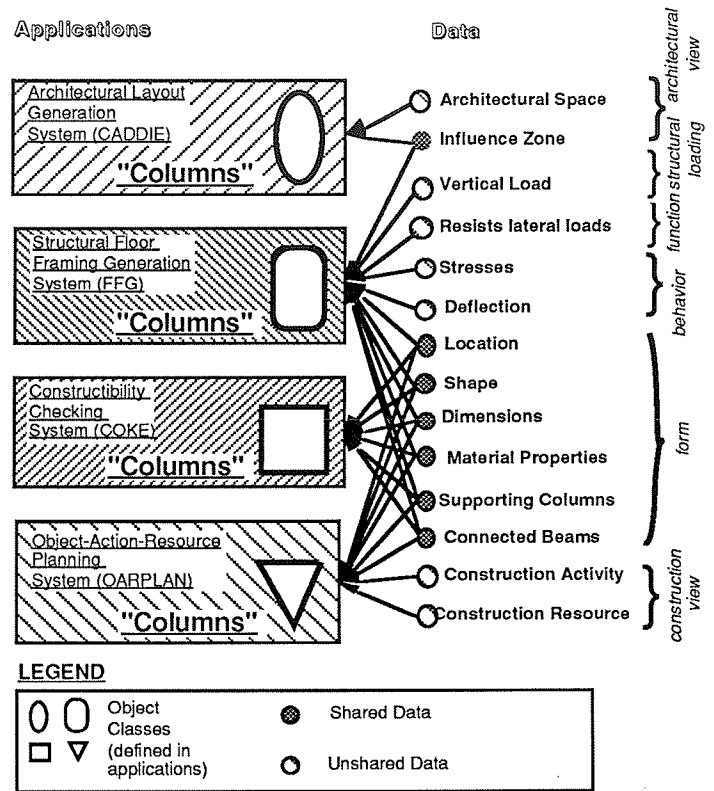 Applications
Data
Architectural Layout
Generation
System (CADDIE)
"Columns"
Structural Floor
Framing Generation
System (FFG)
"Columns"
Constructibility
Checking
System (COKE)
"Columns"
Object-Action-Resource
Planning
System (OARPLAN)
"Columns"
Architectural Space
Influence Zone
Vertical Load
Resists lateral loads
Stresses
Deflection
Location
Shape
Dimensions
Material Properties
Supporting Columns
Connected Beams
Construction Activity
Construction Resource
architectural
view
structural
loading
function
behavior
form
construction
view
LEGEND
Object
Classes
(defined in
applications)
Shared Data
Unshared Data